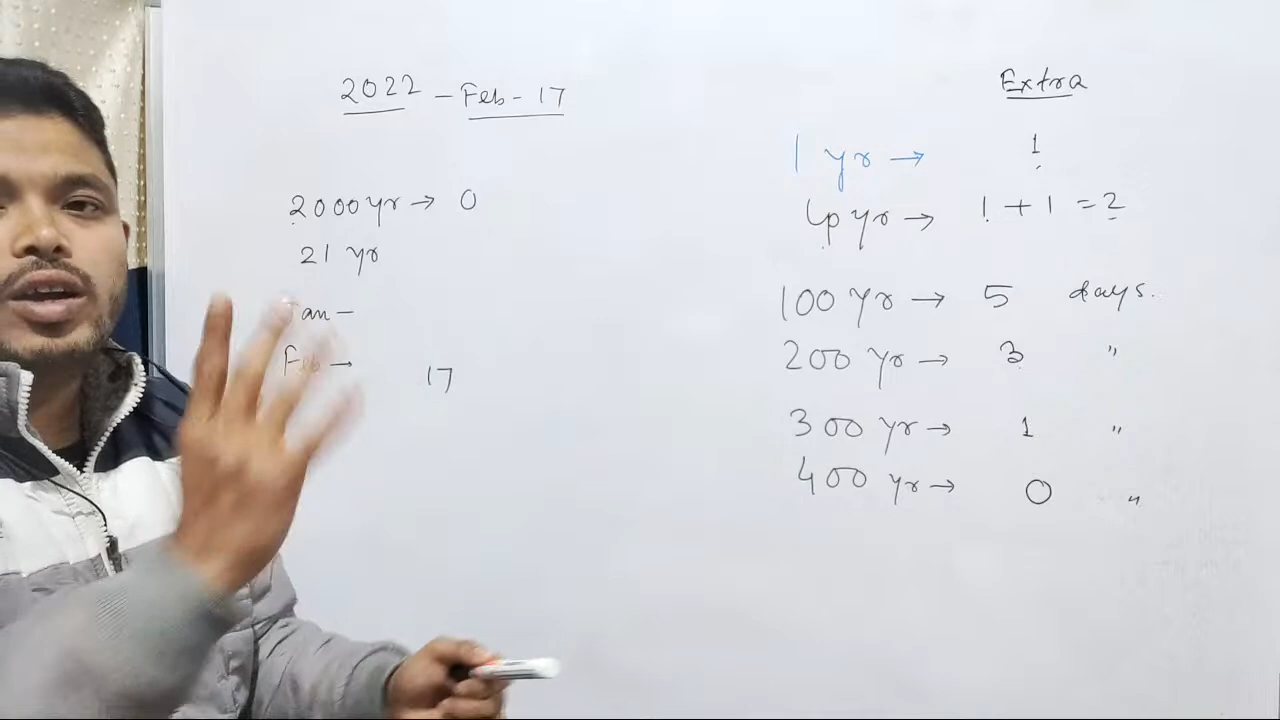 2022 - Feb - 17
2000 yr → 0
21 yr
Jan -
Feb → 17
Extra
1 yr → 1
Lp yr → 1 + 1 = 2
100 yr → 5 days.
200 yr → 3 "
300 yr → 1 "
400 yr → 0 "